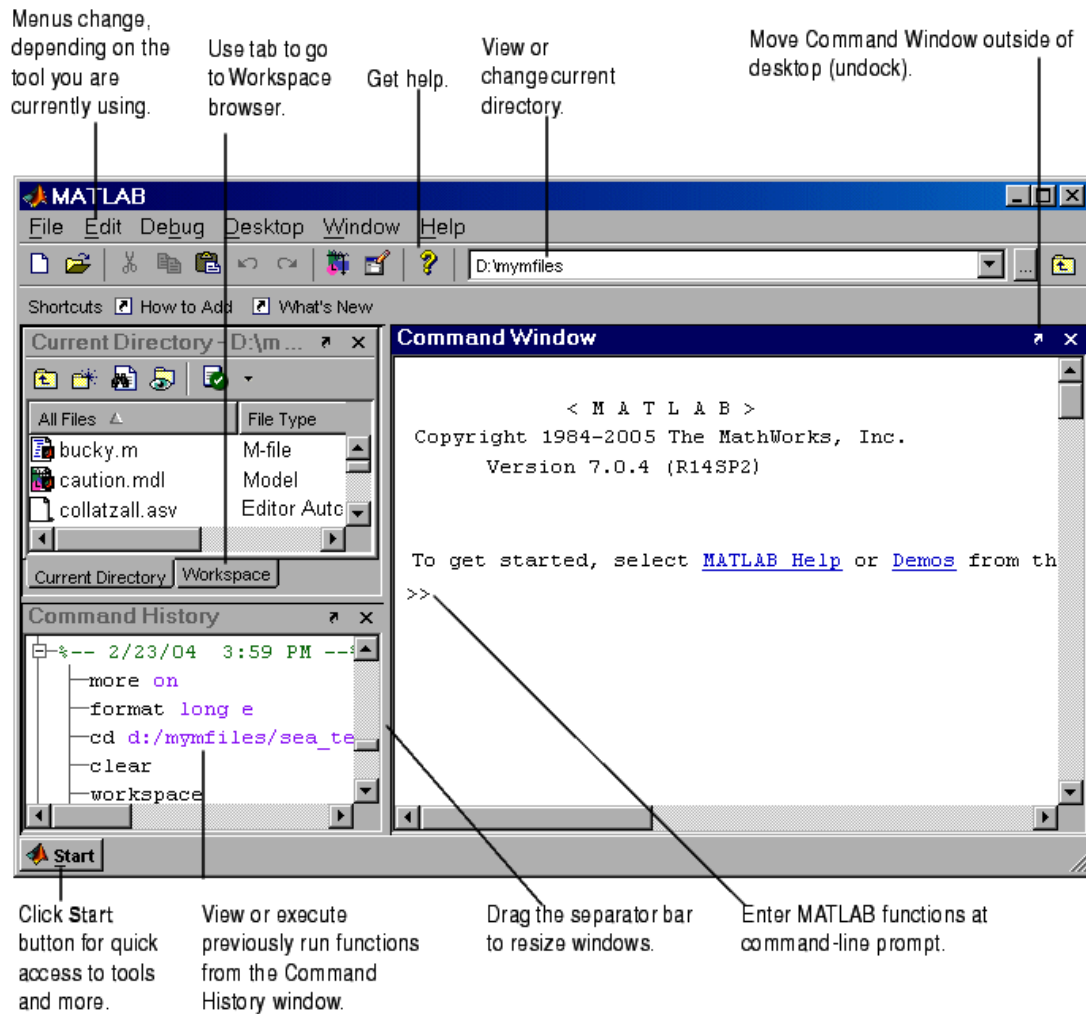 Menus change,
depending on the
tool you are
currently using.
Use tab to go
to Workspace
browser.
Get help.
View or
change current
directory.
Move Command Window outside of
desktop (undock).
MATLAB
File Edit Debug Desktop Window Help
D:\mymfiles
...
Shortcuts How to Add What's New
Current Directory - D:\m ...
All Files File Type
bucky.m M-file
caution.mdl Model
collatzall.asv Editor Auto
Current Directory Workspace
Command History
%-- 2/23/04 3:59 PM --%
more on
format long e
cd d:/mymfiles/sea_te
clear
workspace
Command Window
< M A T L A B >
Copyright 1984-2005 The MathWorks, Inc.
Version 7.0.4 (R14SP2)
To get started, select MATLAB Help or Demos from th
>>
Start
Click Start
button for quick
access to tools
and more.
View or execute
previously run functions
from the Command
History window.
Drag the separator bar
to resize windows.
Enter MATLAB functions at
command-line prompt.